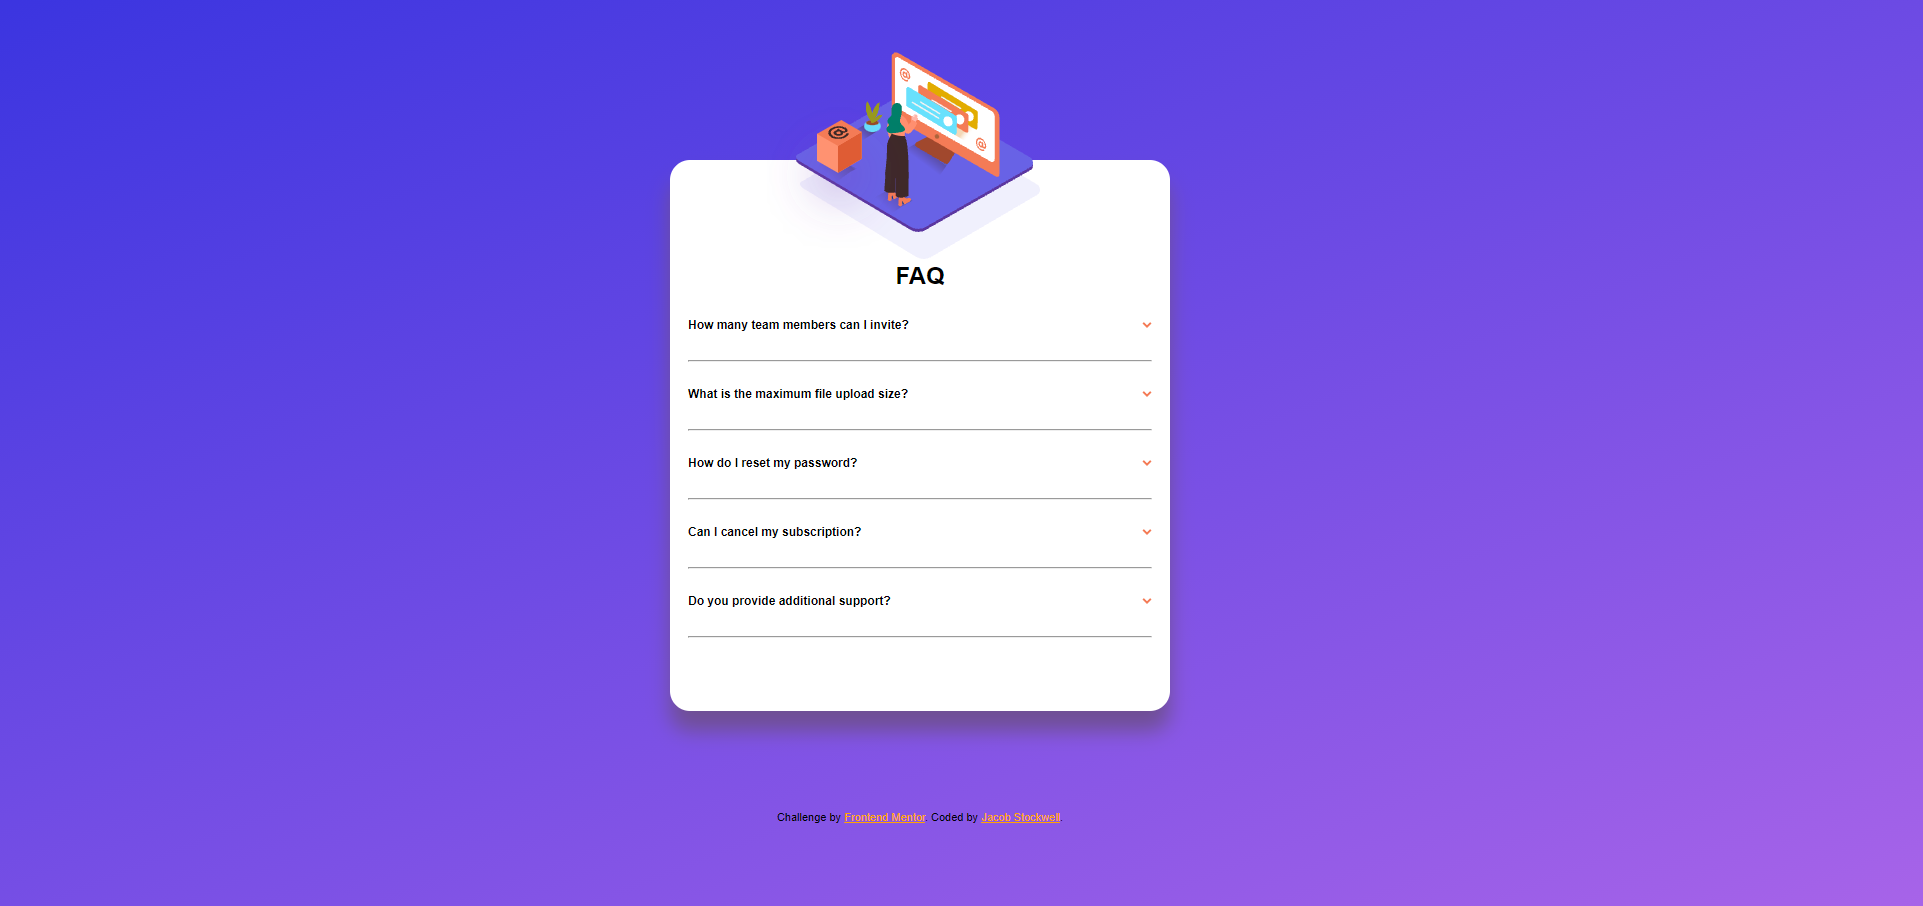 FAQ
How many team members can I invite?
What is the maximum file upload size?
How do I reset my password?
Can I cancel my subscription?
Do you provide additional support?
Challenge by Frontend Mentor. Coded by Jacob Stockwell.